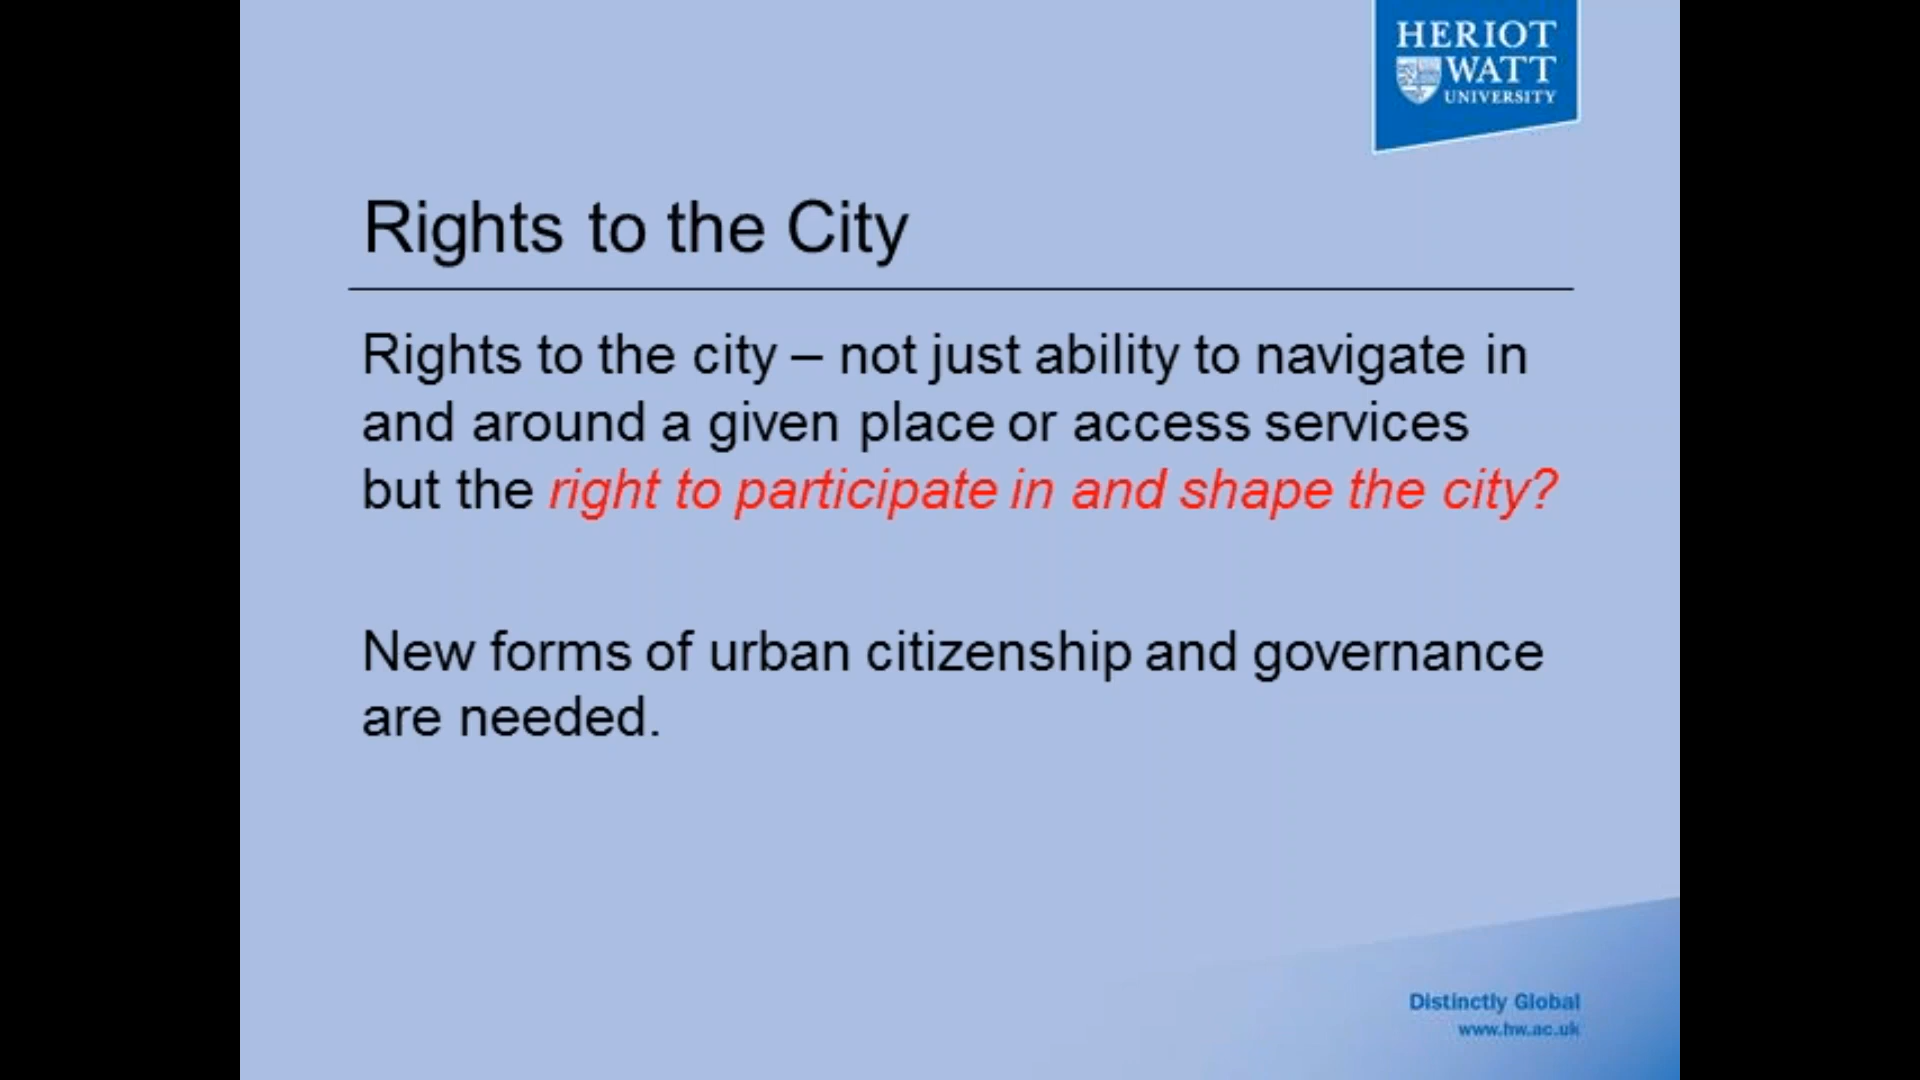 HERIOT
WATT
UNIVERSITY
Rights to the City
Rights to the city – not just ability to navigate in
and around a given place or access services
but the right to participate in and shape the city?
New forms of urban citizenship and governance
are needed.
Distinctly Global
www.hw.ac.uk